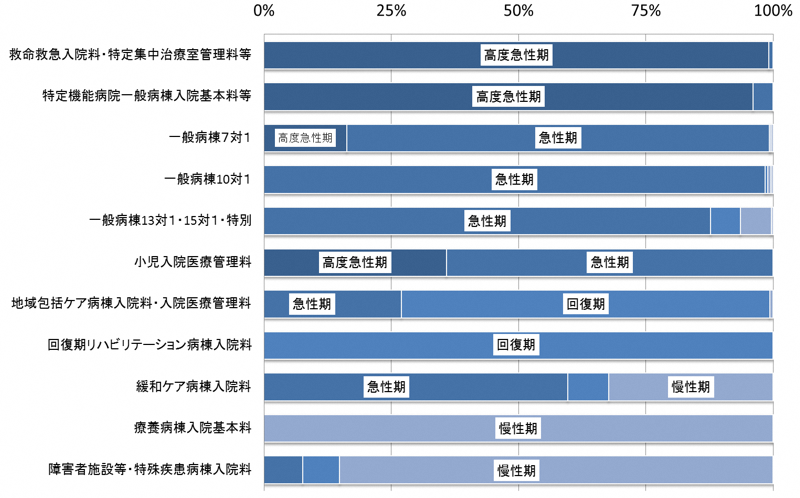 0% 25% 50% 75% 100%
救命救急入院料・特定集中治療室管理料等 高度急性期
特定機能病院一般病棟入院基本料等 高度急性期
一般病棟7対1 高度急性期 急性期
一般病棟10対1 急性期
一般病棟13対1・15対1・特別 急性期
小児入院医療管理料 高度急性期 急性期
地域包括ケア病棟入院料・入院医療管理料 急性期 回復期
回復期リハビリテーション病棟入院料 回復期
緩和ケア病棟入院料 急性期 慢性期
療養病棟入院基本料 慢性期
障害者施設等・特殊疾患病棟入院料 慢性期